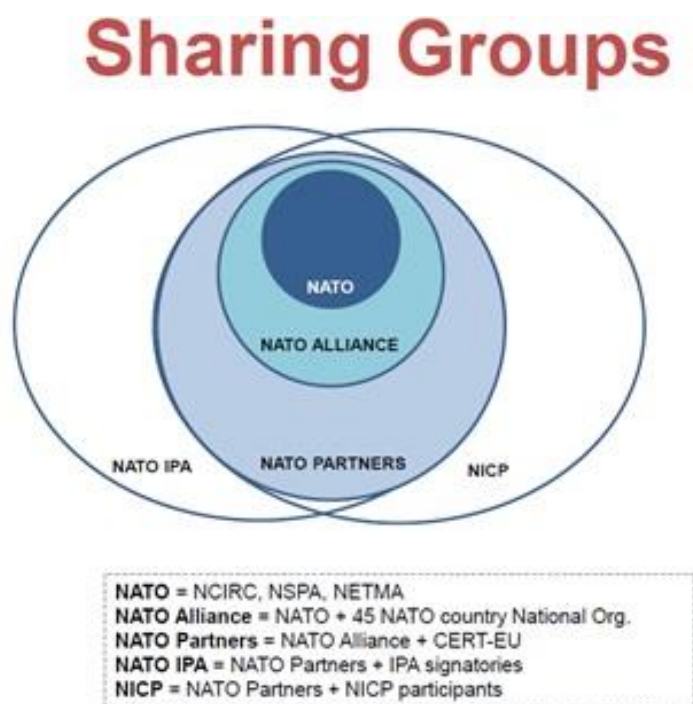 Sharing Groups
NATO
NATO ALLIANCE
NATO IPA
NATO PARTNERS
NICP
NATO = NCIRC, NSPA, NETMA
NATO Alliance = NATO + 45 NATO country National Org.
NATO Partners = NATO Alliance + CERT-EU
NATO IPA = NATO Partners + IPA signatories
NICP = NATO Partners + NICP participants